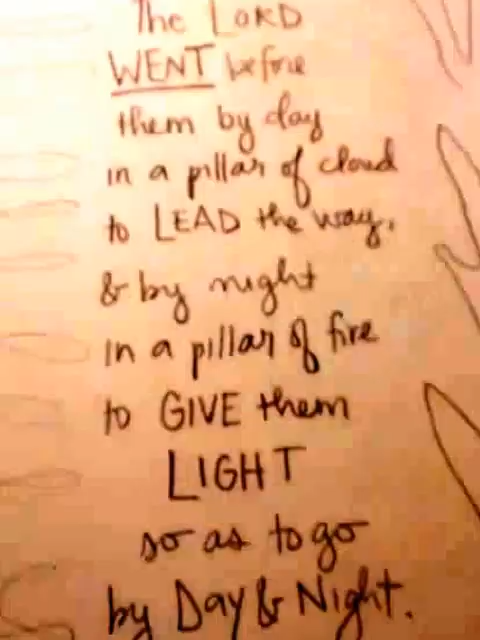 The LORD
WENT before
them by day
in a pillar of cloud
to LEAD the way,
& by night
in a pillar of fire
to GIVE them
LIGHT
so as to go
by Day & Night.